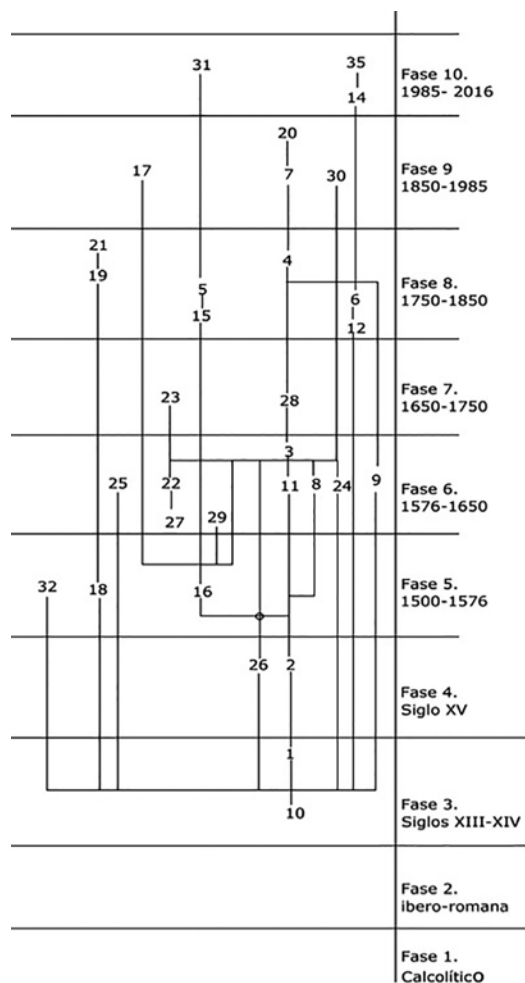 31
35
Fase 10.
14
1985- 2016
20
17
7
30
Fase 9
1850-1985
21
4
19
5
6
Fase 8.
1750-1850
15
12
23
28
Fase 7.
1650-1750
3
25
22
11
8
24
9
Fase 6.
1576-1650
27
29
32
18
16
Fase 5.
1500-1576
26
2
Fase 4.
Siglo XV
1
10
Fase 3.
Siglos XIII-XIV
Fase 2.
ibero-romana
Fase 1.
CalcolíticO